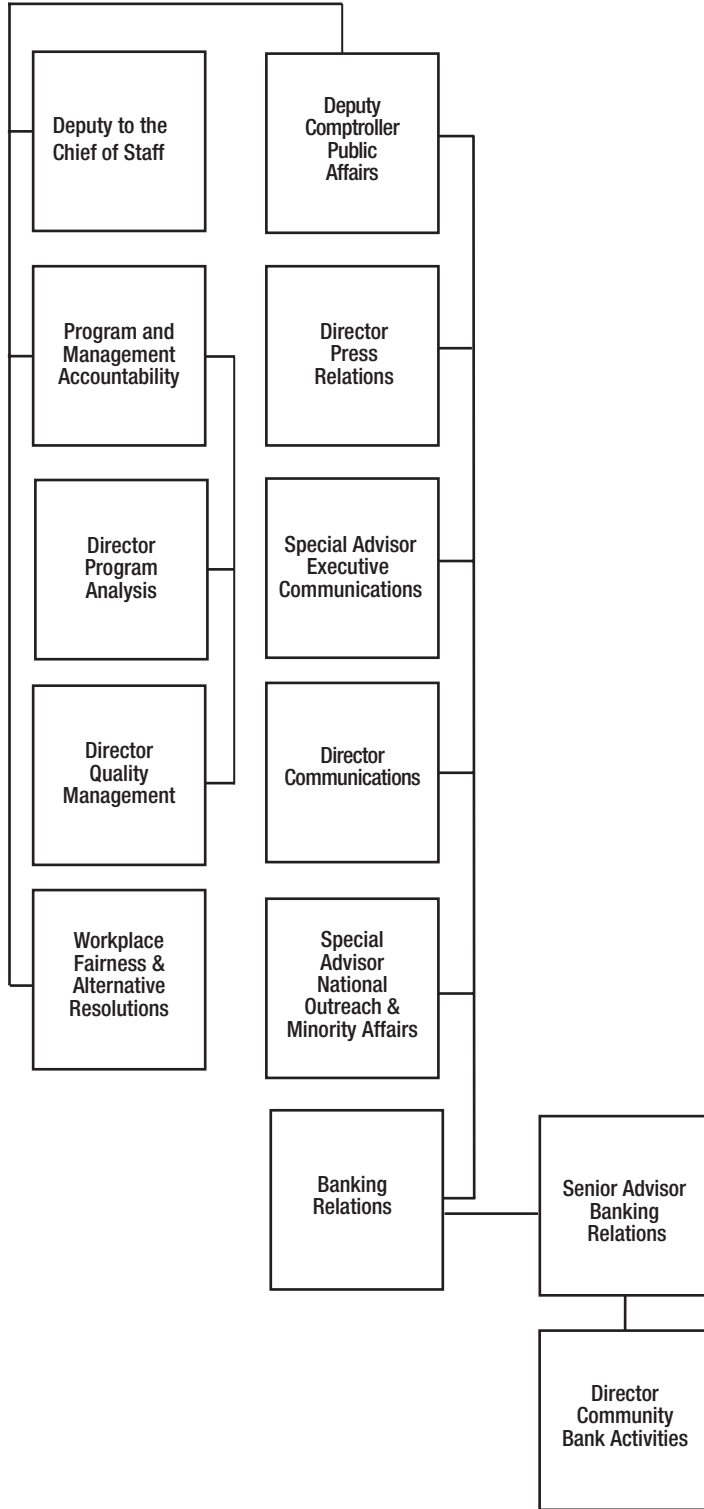 Deputy to the
Chief of Staff
Deputy
Comptroller
Public
Affairs
Program and
Management
Accountability
Director
Press
Relations
Director
Program
Analysis
Special Advisor
Executive
Communications
Director
Quality
Management
Director
Communications
Workplace
Fairness &
Alternative
Resolutions
Special
Advisor
National
Outreach &
Minority Affairs
Banking
Relations
Senior Advisor
Banking
Relations
Director
Community
Bank Activities